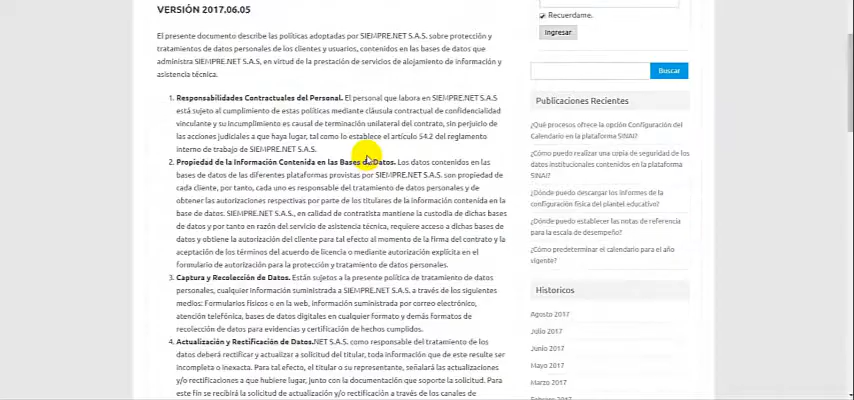 VERSIÓN 2017.06.05
El presente documento describe las políticas adoptadas por SIEMPRE.NET S.A.S. sobre protección y
tratamientos de datos personales de los clientes y usuarios, contenidos en las bases de datos que
administra SIEMPRE.NET S.A.S, en virtud de la prestación de servicios de alojamiento de información y
asistencia técnica.
1. Responsabilidades Contractuales del Personal. El personal que labora en SIEMPRE.NET S.A.S
está sujeto al cumplimiento de estas políticas mediante cláusula contractual de confidencialidad
vinculante y su incumplimiento es causal de terminación unilateral del contrato, sin perjuicio de
las acciones judiciales a que haya lugar, tal como lo establece el artículo 54.2 del reglamento
interno de trabajo de SIEMPRE.NET S.A.S.
2. Propiedad de la Información Contenida en las Bases de Datos. Los datos contenidos en las
bases de datos de las diferentes plataformas provistas por SIEMPRE.NET S.A.S. son propiedad de
cada cliente, por tanto, cada uno es responsable del tratamiento de datos personales y de
obtener las autorizaciones respectivas por parte de los titulares de la información contenida en la
base de datos. SIEMPRE.NET S.A.S., en calidad de contratista mantiene la custodia de dichas bases
de datos y por tanto en razón del servicio de asistencia técnica, requiere acceso a dichas bases de
datos y obtiene la autorización del cliente para tal efecto al momento de la firma del contrato y la
aceptación de los términos del acuerdo de licencia o mediante autorización explícita en el
formulario de autorización para la protección y tratamiento de datos personales.
3. Captura y Recolección de Datos. Están sujetos a la presente política de tratamiento de datos
personales, cualquier información suministrada a SIEMPRE.NET S.A.S. a través de los siguientes
medios: Formularios físicos o en la web, información suministrada por correo electrónico,
atención telefónica, bases de datos digitales en cualquier formato y demás formatos de
recolección de datos para evidencias y certificación de hechos cumplidos.
4. Actualización y Rectificación de Datos.NET S.A.S. como responsable del tratamiento de los
datos deberá rectificar y actualizar a solicitud del titular, toda información que de este resulte ser
incompleta o inexacta. Para tal efecto, el titular o su representante, señalará las actualizaciones
y/o rectificaciones a que hubiere lugar, junto con la documentación que soporte la solicitud. Para
este fin se recibirá la solicitud de actualización y/o rectificación a través de los canales de
Recuerdame.
Ingresar
Buscar
Publicaciones Recientes
¿Qué procesos ofrece la opción Configuración del
Calendario en la plataforma SINAI?
¿Cómo puedo realizar una copia de seguridad de los
datos institucionales contenidos en la plataforma
SINAI?
¿Dónde puedo descargar los informes de la
configuración física del plantel educativo?
¿Dónde puedo establecer las notas de referencia
para la escala de desempeño?
¿Cómo predeterminar el calendario para el año
vigente?
Historicos
Agosto 2017
Julio 2017
Junio 2017
Mayo 2017
Marzo 2017
Febrero 2017